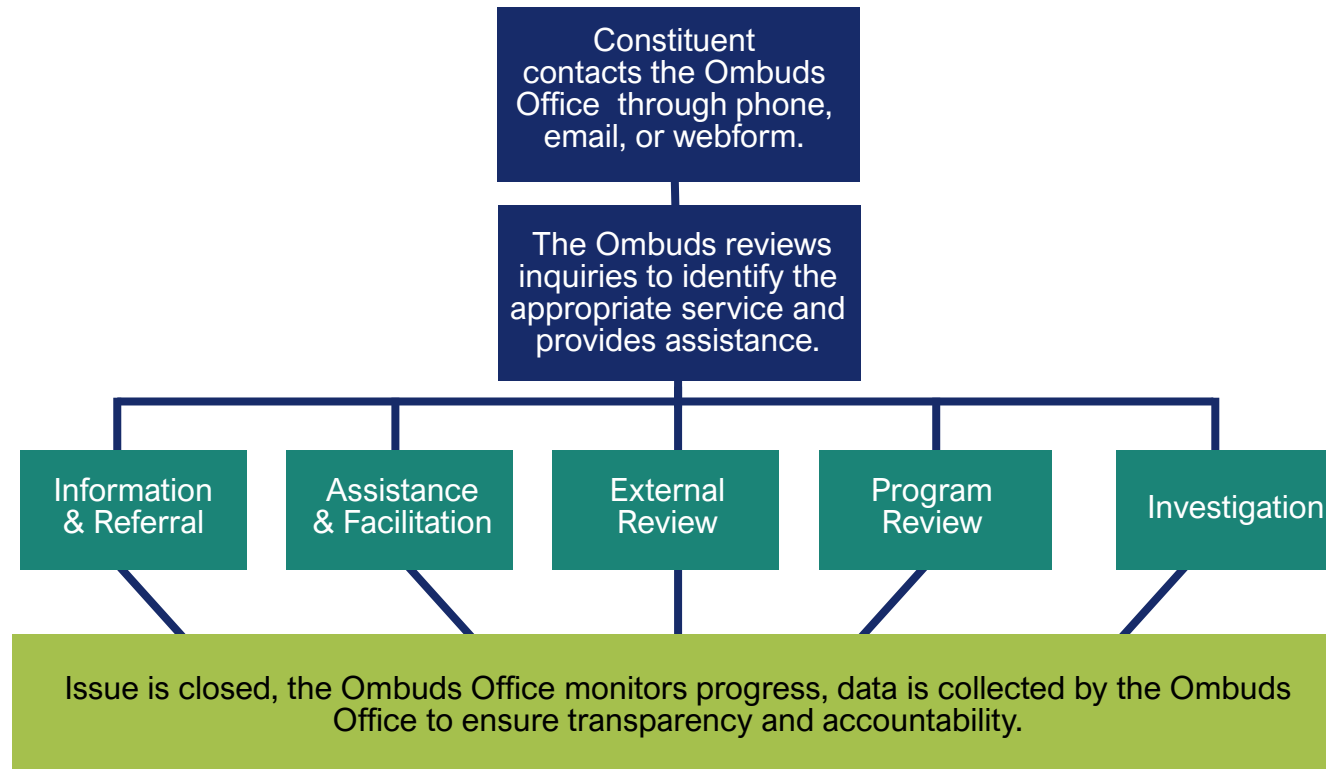 Constituent
contacts the Ombuds
Office through phone,
email, or webform.
The Ombuds reviews
inquiries to identify the
appropriate service and
provides assistance.
Information
& Referral
Assistance
& Facilitation
External
Review
Program
Review
Investigation
Issue is closed, the Ombuds Office monitors progress, data is collected by the Ombuds
Office to ensure transparency and accountability.